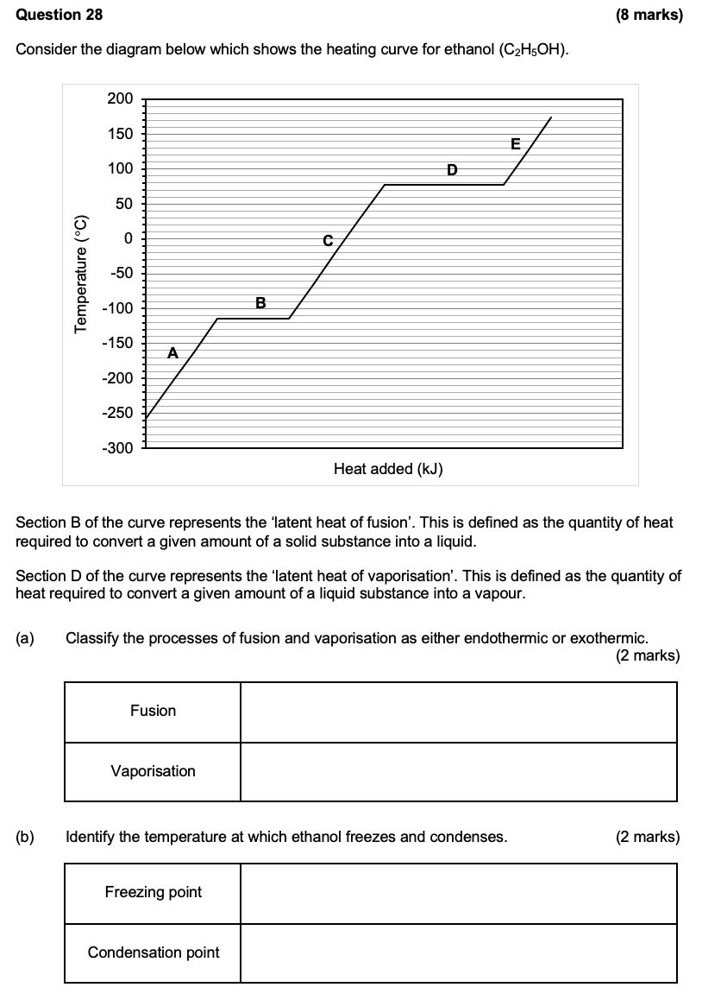 Question 28 (8 marks)
Consider the diagram below which shows the heating curve for ethanol (C₂H₅OH).
200
150
100
50
0
-50
-100
-150
-200
-250
-300
Temperature (°C)
A
B
C
D
E
Heat added (kJ)
Section B of the curve represents the ‘latent heat of fusion’. This is defined as the quantity of heat
required to convert a given amount of a solid substance into a liquid.
Section D of the curve represents the ‘latent heat of vaporisation’. This is defined as the quantity of
heat required to convert a given amount of a liquid substance into a vapour.
(a) Classify the processes of fusion and vaporisation as either endothermic or exothermic.
(2 marks)
Fusion
Vaporisation
(b) Identify the temperature at which ethanol freezes and condenses. (2 marks)
Freezing point
Condensation point